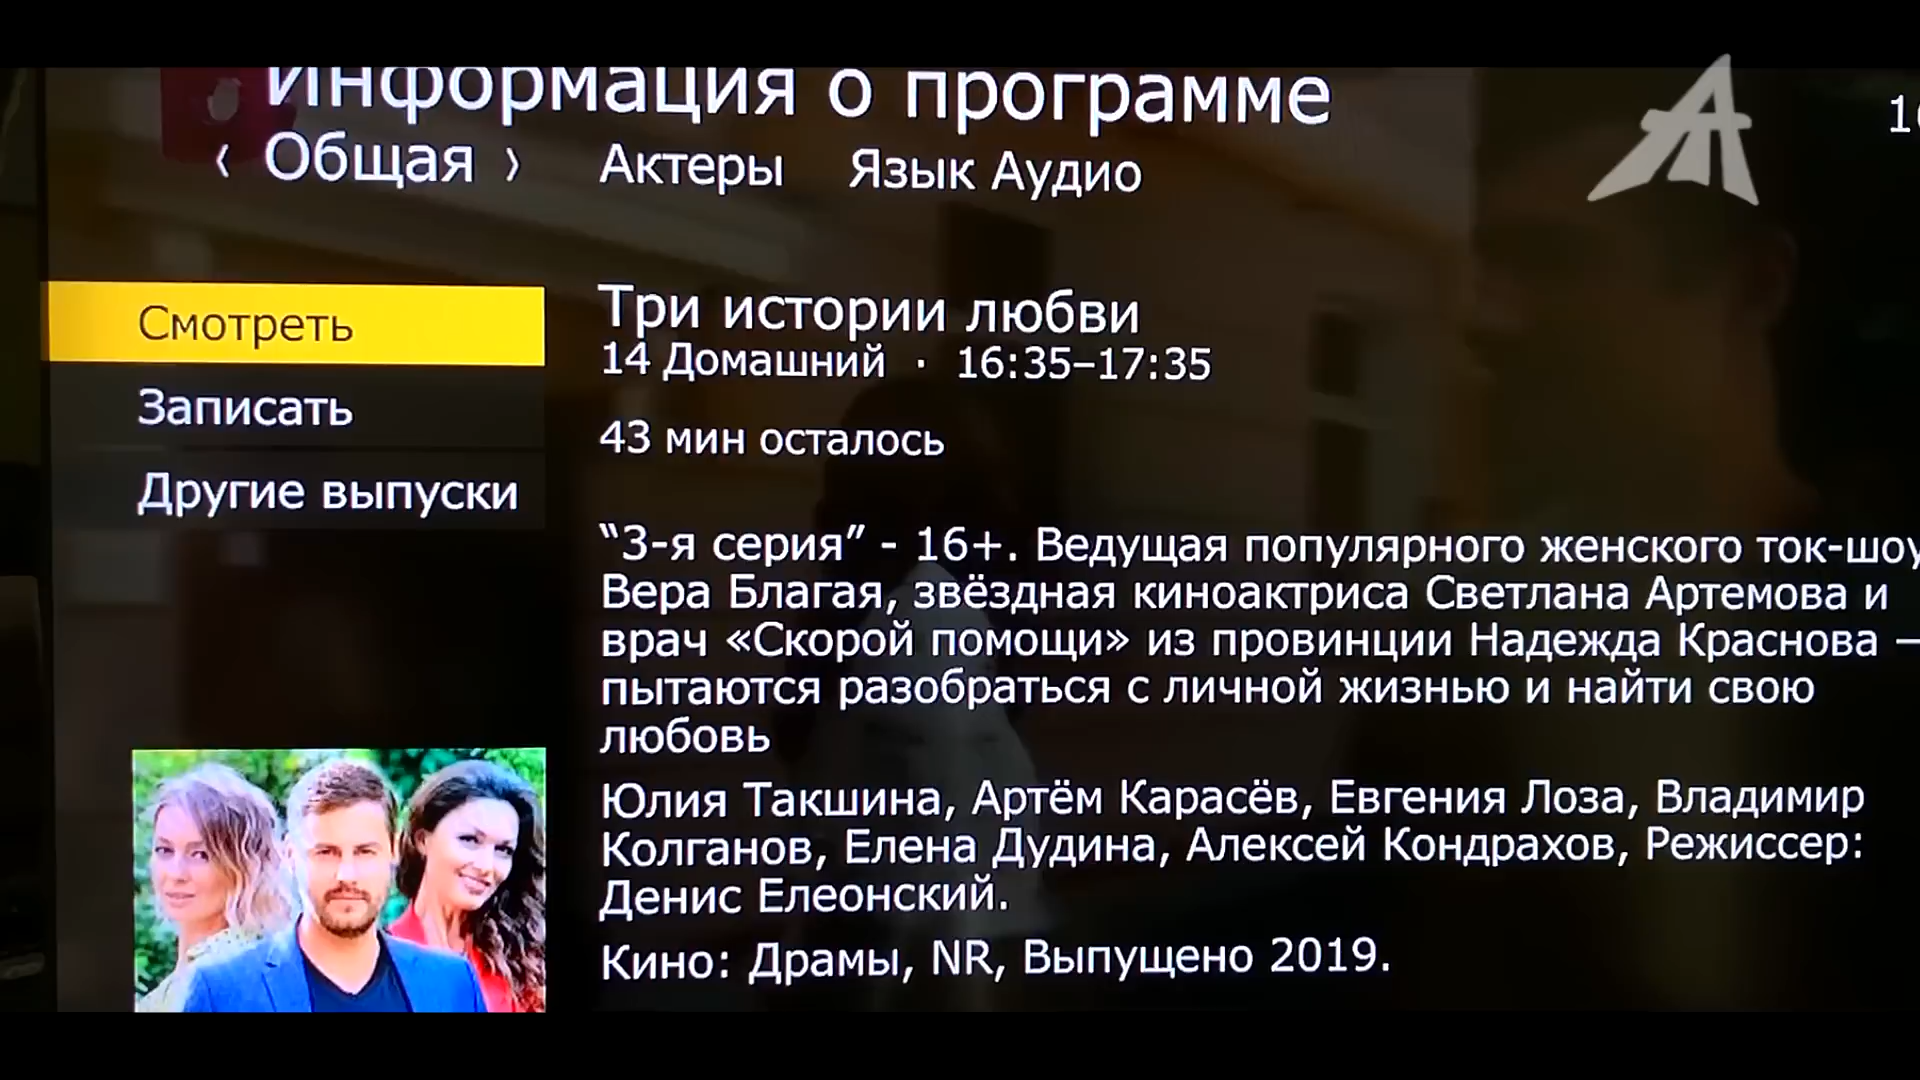 Информация о программе
‹ Общая › Актеры Язык Аудио
Смотреть
Записать
Другие выпуски
Три истории любви
14 Домашний · 16:35–17:35
43 мин осталось
“3-я серия” - 16+. Ведущая популярного женского ток-шоу
Вера Благая, звёздная киноактриса Светлана Артемова и
врач «Скорой помощи» из провинции Надежда Краснова —
пытаются разобраться с личной жизнью и найти свою
любовь
Юлия Такшина, Артём Карасёв, Евгения Лоза, Владимир
Колганов, Елена Дудина, Алексей Кондрахов, Режиссер:
Денис Елеонский.
Кино: Драмы, NR, Выпущено 2019.